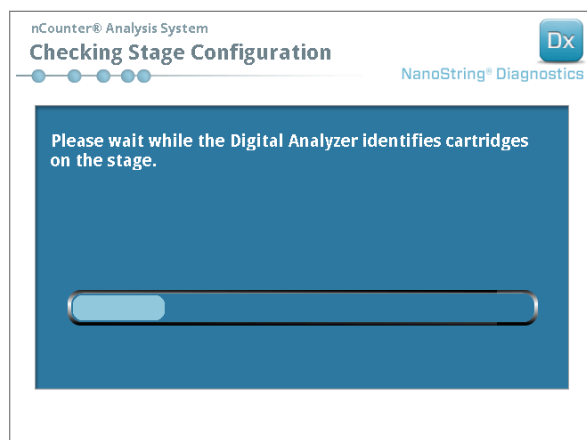 nCounter® Analysis System
Checking Stage Configuration
Dx
NanoString® Diagnostics
Please wait while the Digital Analyzer identifies cartridges
on the stage.